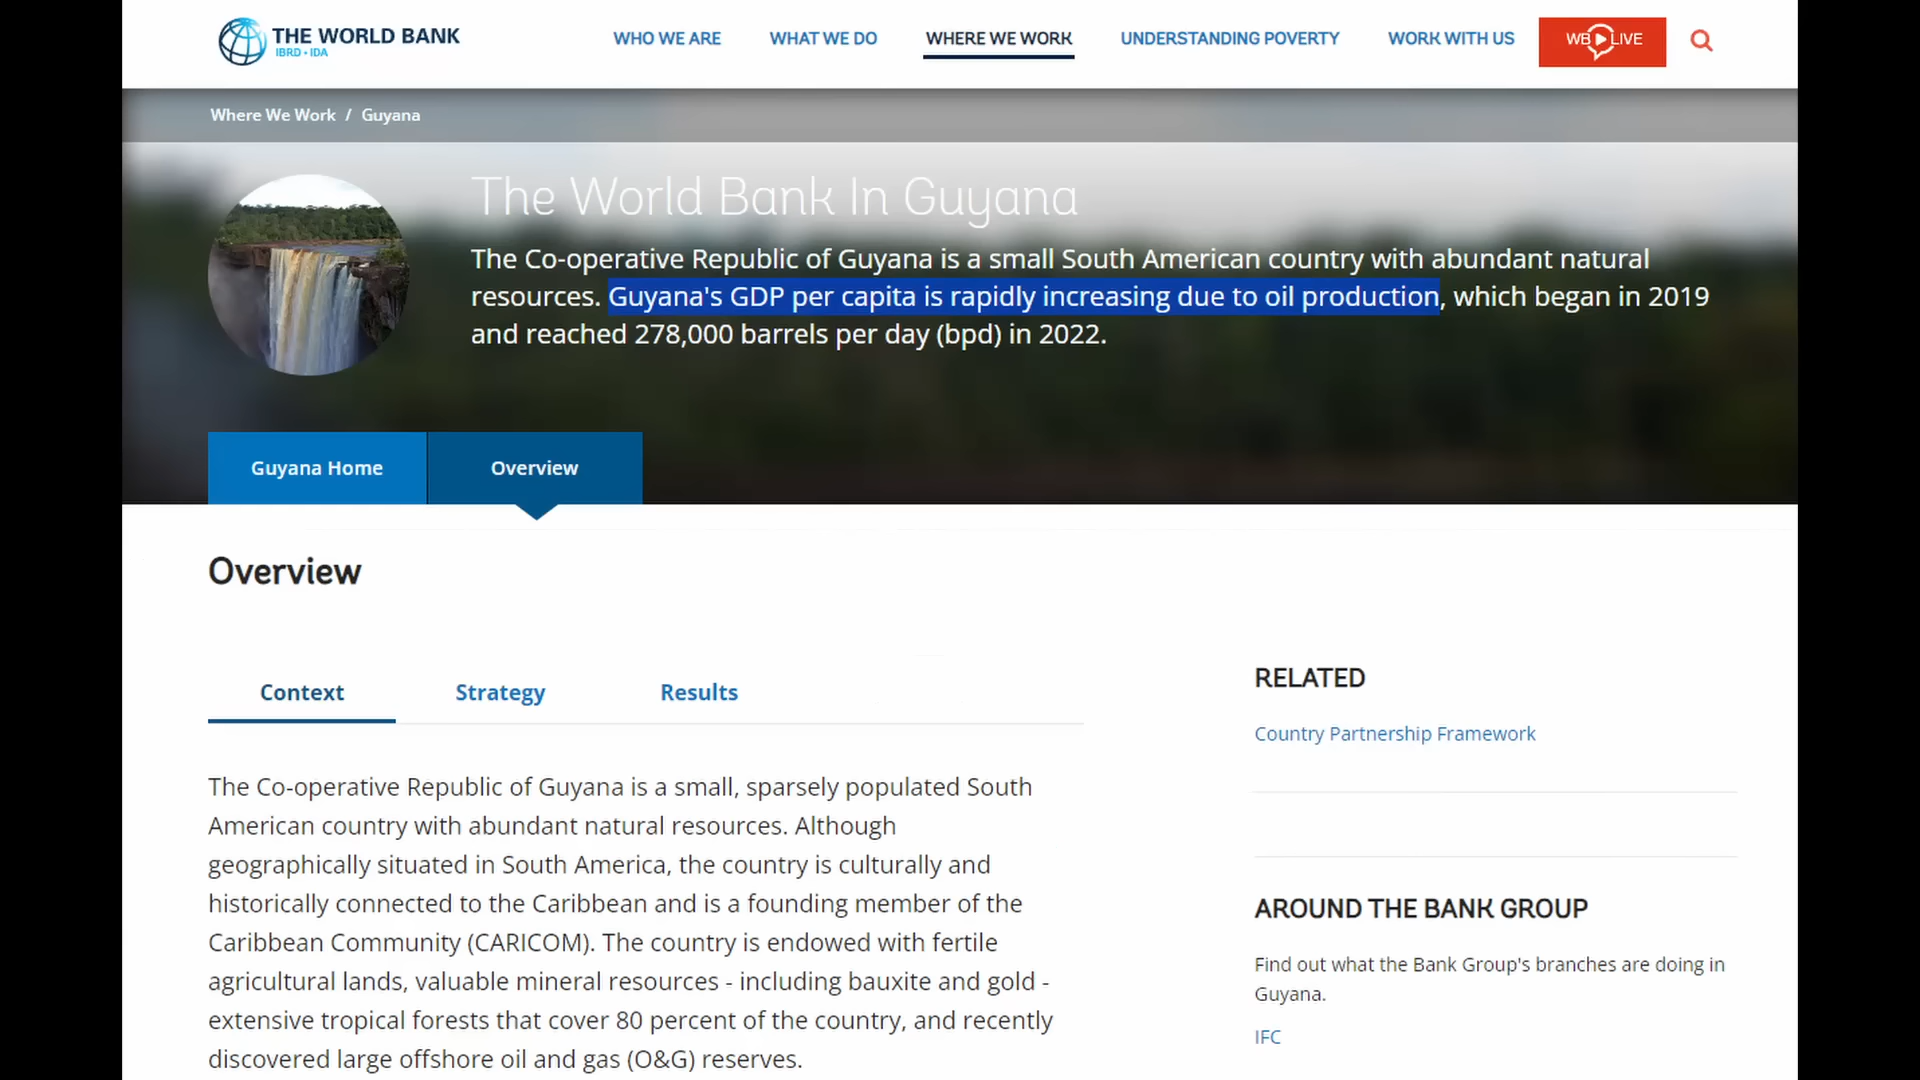 THE WORLD BANK
IBRD • IDA
WHO WE ARE
WHAT WE DO
WHERE WE WORK
UNDERSTANDING POVERTY
WORK WITH US
WB LIVE
Where We Work / Guyana
The World Bank In Guyana
The Co-operative Republic of Guyana is a small South American country with abundant natural
resources. Guyana's GDP per capita is rapidly increasing due to oil production, which began in 2019
and reached 278,000 barrels per day (bpd) in 2022.
Guyana Home
Overview
Overview
Context
Strategy
Results
The Co-operative Republic of Guyana is a small, sparsely populated South
American country with abundant natural resources. Although
geographically situated in South America, the country is culturally and
historically connected to the Caribbean and is a founding member of the
Caribbean Community (CARICOM). The country is endowed with fertile
agricultural lands, valuable mineral resources - including bauxite and gold -
extensive tropical forests that cover 80 percent of the country, and recently
discovered large offshore oil and gas (O&G) reserves.
RELATED
Country Partnership Framework
AROUND THE BANK GROUP
Find out what the Bank Group's branches are doing in
Guyana.
IFC